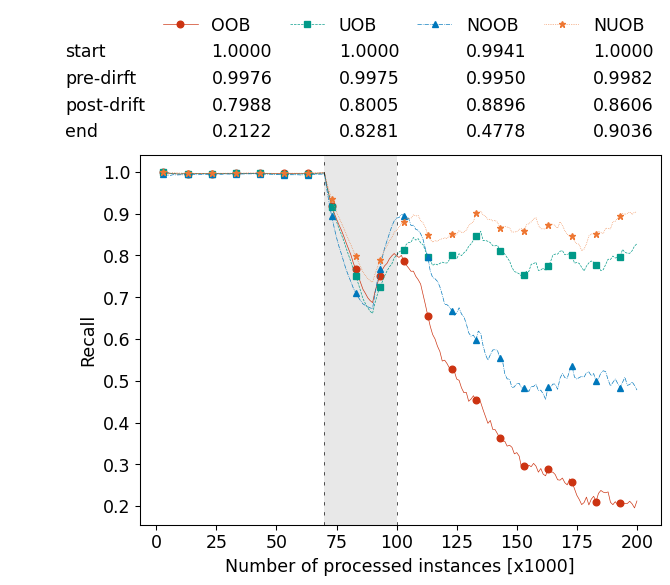 OOB UOB NOOB NUOB
start 1.0000 1.0000 0.9941 1.0000
pre-dirft 0.9976 0.9975 0.9950 0.9982
post-drift 0.7988 0.8005 0.8896 0.8606
end 0.2122 0.8281 0.4778 0.9036
1.0
0.9
0.8
0.7
0.6
0.5
0.4
0.3
0.2
Recall
0 25 50 75 100 125 150 175 200
Number of processed instances [x1000]